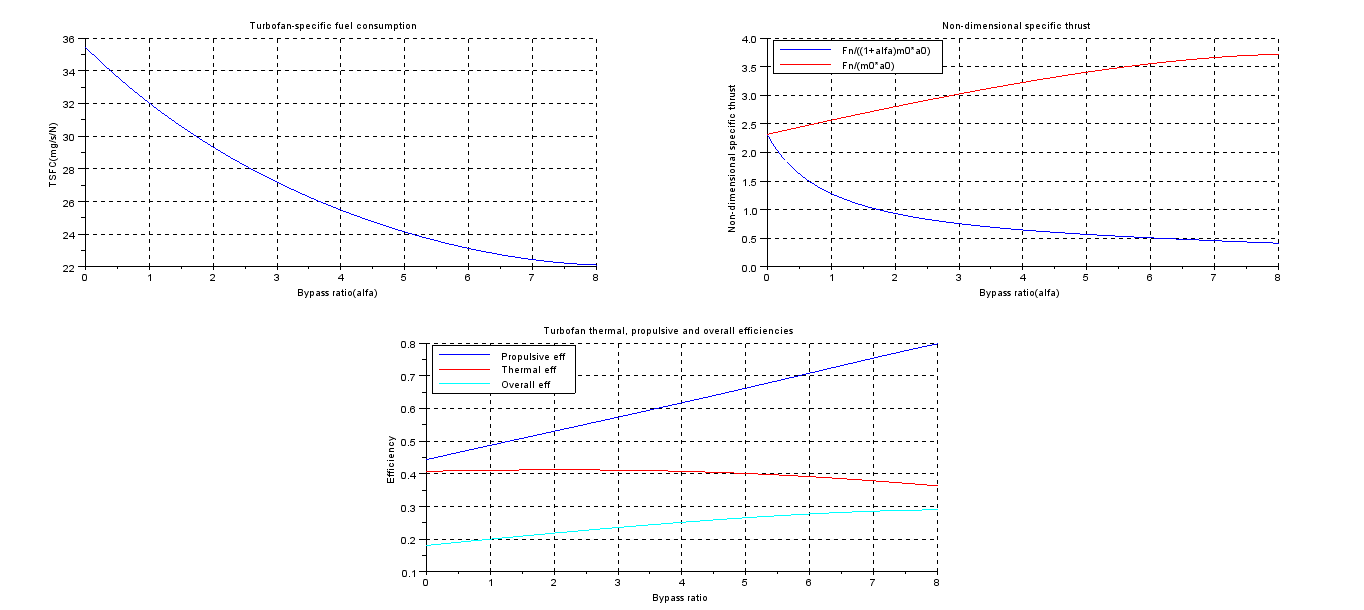 Turbofan-specific fuel consumption
36
34
32
30
28
26
24
22
TSFC(mg/s/N)
0 1 2 3 4 5 6 7 8
Bypass ratio(alfa)
Non-dimensional specific thrust
4.0
3.5
3.0
2.5
2.0
1.5
1.0
0.5
0.0
Non-dimensional specific thrust
Fn/((1+alfa)m0*a0)
Fn/(m0*a0)
0 1 2 3 4 5 6 7 8
Bypass ratio(alfa)
Turbofan thermal, propulsive and overall efficiencies
0.8
0.7
0.6
0.5
0.4
0.3
0.2
0.1
Efficiency
Propulsive eff
Thermal eff
Overall eff
0 1 2 3 4 5 6 7 8
Bypass ratio